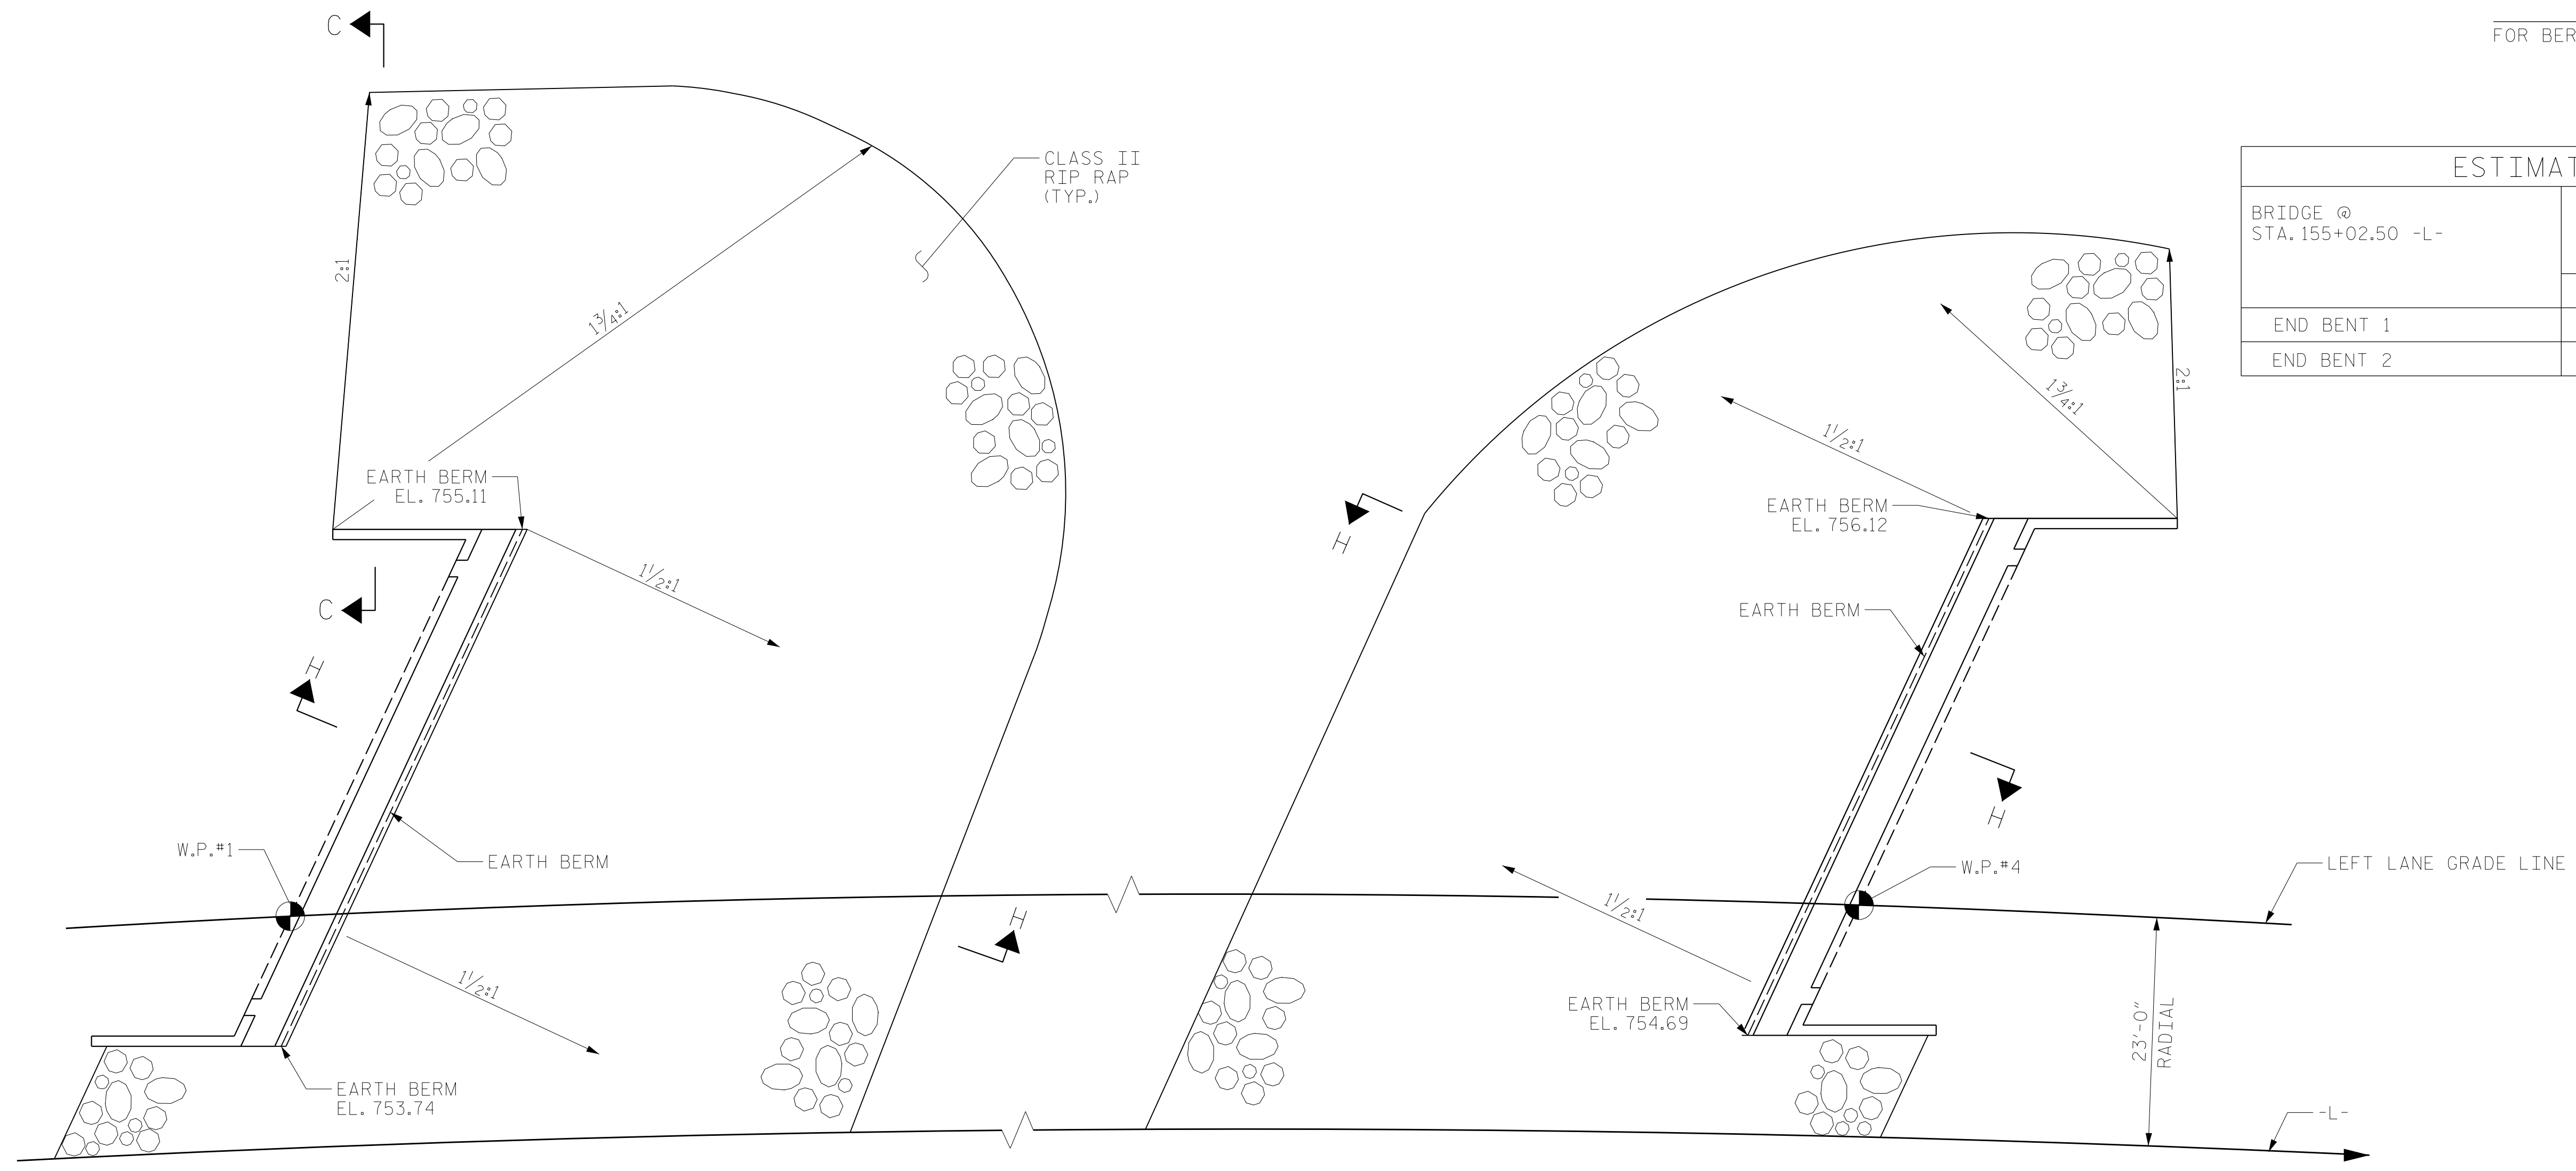 C
FOR BER
CLASS II
RIP RAP
(TYP.)
ESTIMAT
BRIDGE @
STA. 155+02.50 -L-
END BENT 1
END BENT 2
2:1
1¾:1
2:1
1¾:1
1½:1
EARTH BERM
EL. 755.11
EARTH BERM
EL. 756.12
H
1½:1
C
EARTH BERM
H
H
W.P.#1
EARTH BERM
W.P.#4
LEFT LANE GRADE LINE
1½:1
H
1½:1
EARTH BERM
EL. 754.69
23'-0"
RADIAL
EARTH BERM
EL. 753.74
-L-